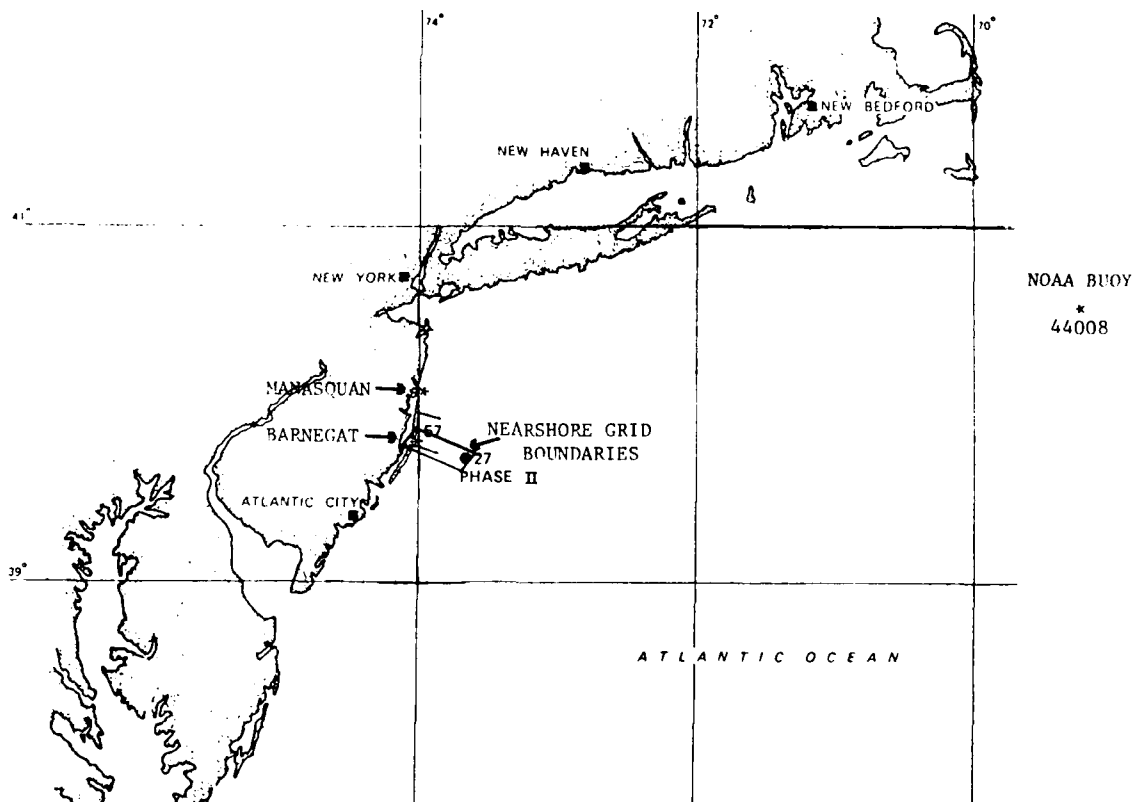 74°
72°
70°
NEW BEDFORD
NEW HAVEN
41°
NEW YORK
NOAA BUOY
44008
MANASQUAN
57
BARNEGAT
NEARSHORE GRID
BOUNDARIES
27
PHASE II
ATLANTIC CITY
39°
ATLANTIC OCEAN